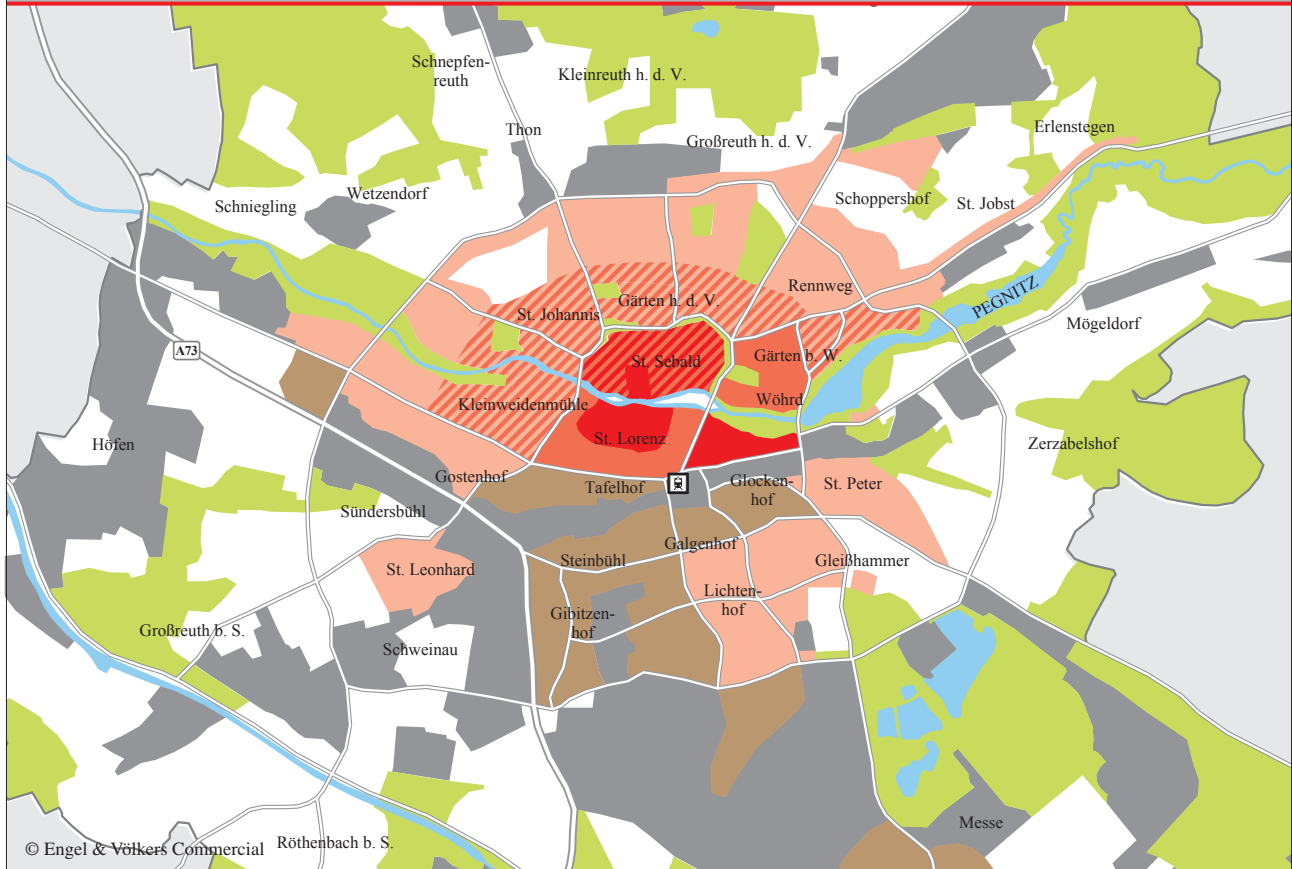 Schnepfen-
reuth
Kleinreuth h. d. V.
Thon
Großreuth h. d. V.
Erlenstegen
Wetzendorf
Schniegling
Schoppershof
St. Jobst
Rennweg
Gärten h. d. V.
St. Johannis
PEGNITZ
Mögeldorf
A73
St. Sebald
Gärten b. W.
Kleinweidenmühle
Wöhrd
St. Lorenz
Höfen
Zerzabelshof
Gostenhof
Tafelhof
Glocken-
hof
St. Peter
Sündersbühl
Galgenhof
Steinbühl
Gleißhammer
St. Leonhard
Lichten-
hof
Gibitzen-
hof
Großreuth b. S.
Schweinau
Messe
Röthenbach b. S.
© Engel & Völkers Commercial